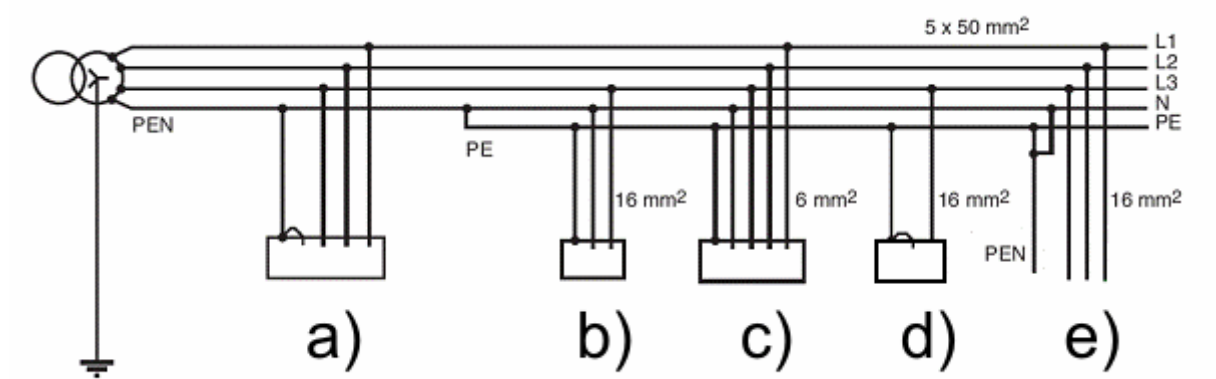 5 x 50 mm²
L1
L2
L3
N
PE
PEN
PE
16 mm²
6 mm²
16 mm²
16 mm²
PEN
a)
b)
c)
d)
e)